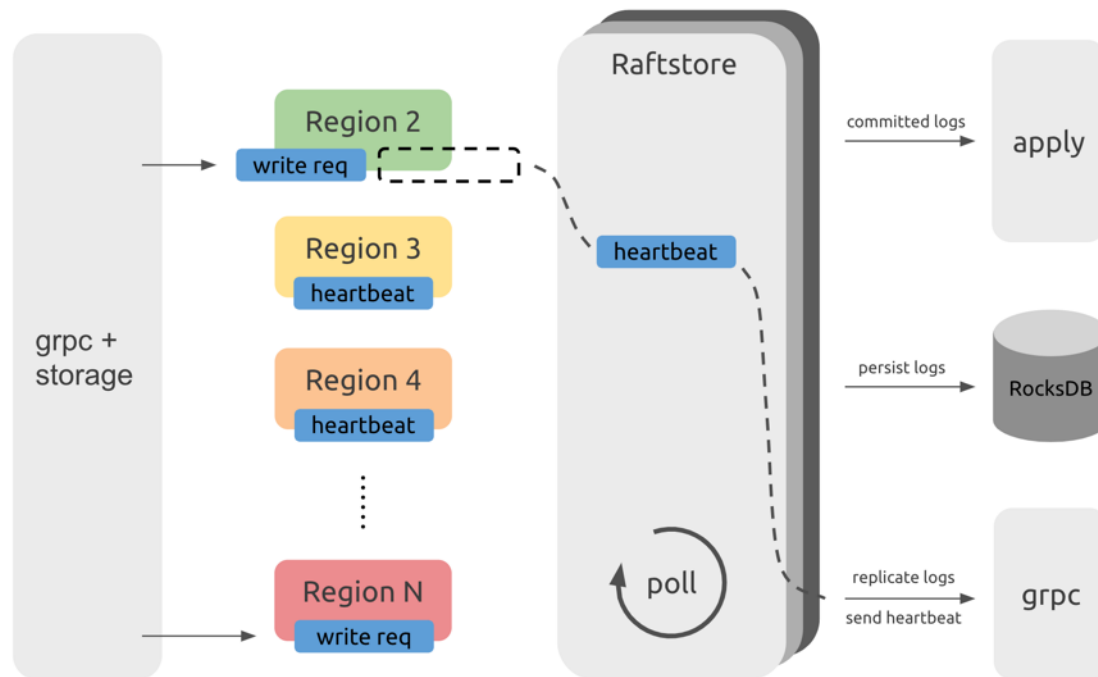 grpc +
storage
Region 2
write req
Region 3
heartbeat
Region 4
heartbeat
Region N
write req
Raftstore
heartbeat
poll
committed logs
apply
persist logs
RocksDB
replicate logs
send heartbeat
grpc